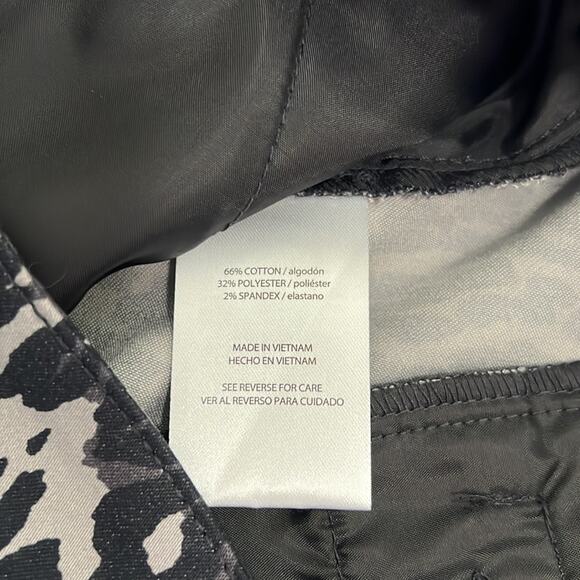 66% COTTON / algodón
32% POLYESTER / poliéster
2% SPANDEX / elastano
MADE IN VIETNAM
HECHO EN VIETNAM
SEE REVERSE FOR CARE
VER AL REVERSO PARA CUIDADO